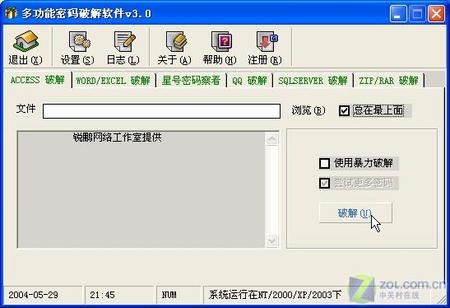 多功能密码破解软件v3.0
退出(X) 设置(S) 日志(L) 关于(A) 帮助(H) 注册(R)
ACCESS 破解 WORD/EXCEL 破解 星号密码察看 QQ 破解 SQLSERVER 破解 ZIP/RAR 破解
文件 浏览(B) 总在最上面
锐鹏网络工作室提供
使用暴力破解
尝试更多密码
破解(U)
ZOL.com.cn
中关村在线
2004-05-29 21:45 NUM 系统运行在NT/2000/XP/2003下